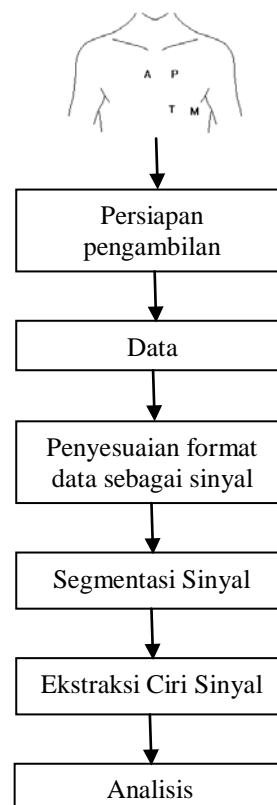 A P
T M
Persiapan
pengambilan
Data
Penyesuaian format
data sebagai sinyal
Segmentasi Sinyal
Ekstraksi Ciri Sinyal
Analisis